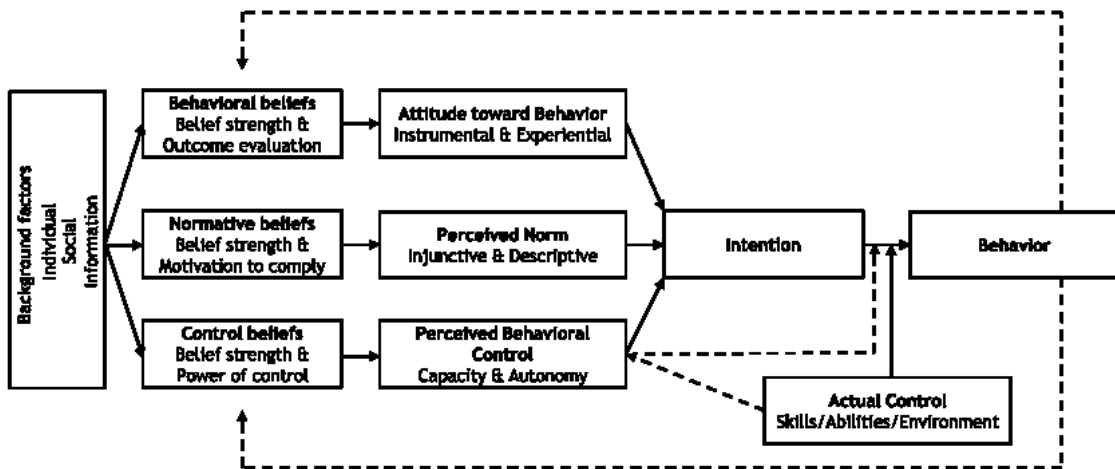 Background factors
Individual
Social
Information
Behavioral beliefs
Belief strength &
Outcome evaluation
Attitude toward Behavior
Instrumental & Experiential
Normative beliefs
Belief strength &
Motivation to comply
Perceived Norm
Injunctive & Descriptive
Intention
Behavior
Control beliefs
Belief strength &
Power of control
Perceived Behavioral
Control
Capacity & Autonomy
Actual Control
Skills/Abilities/Environment